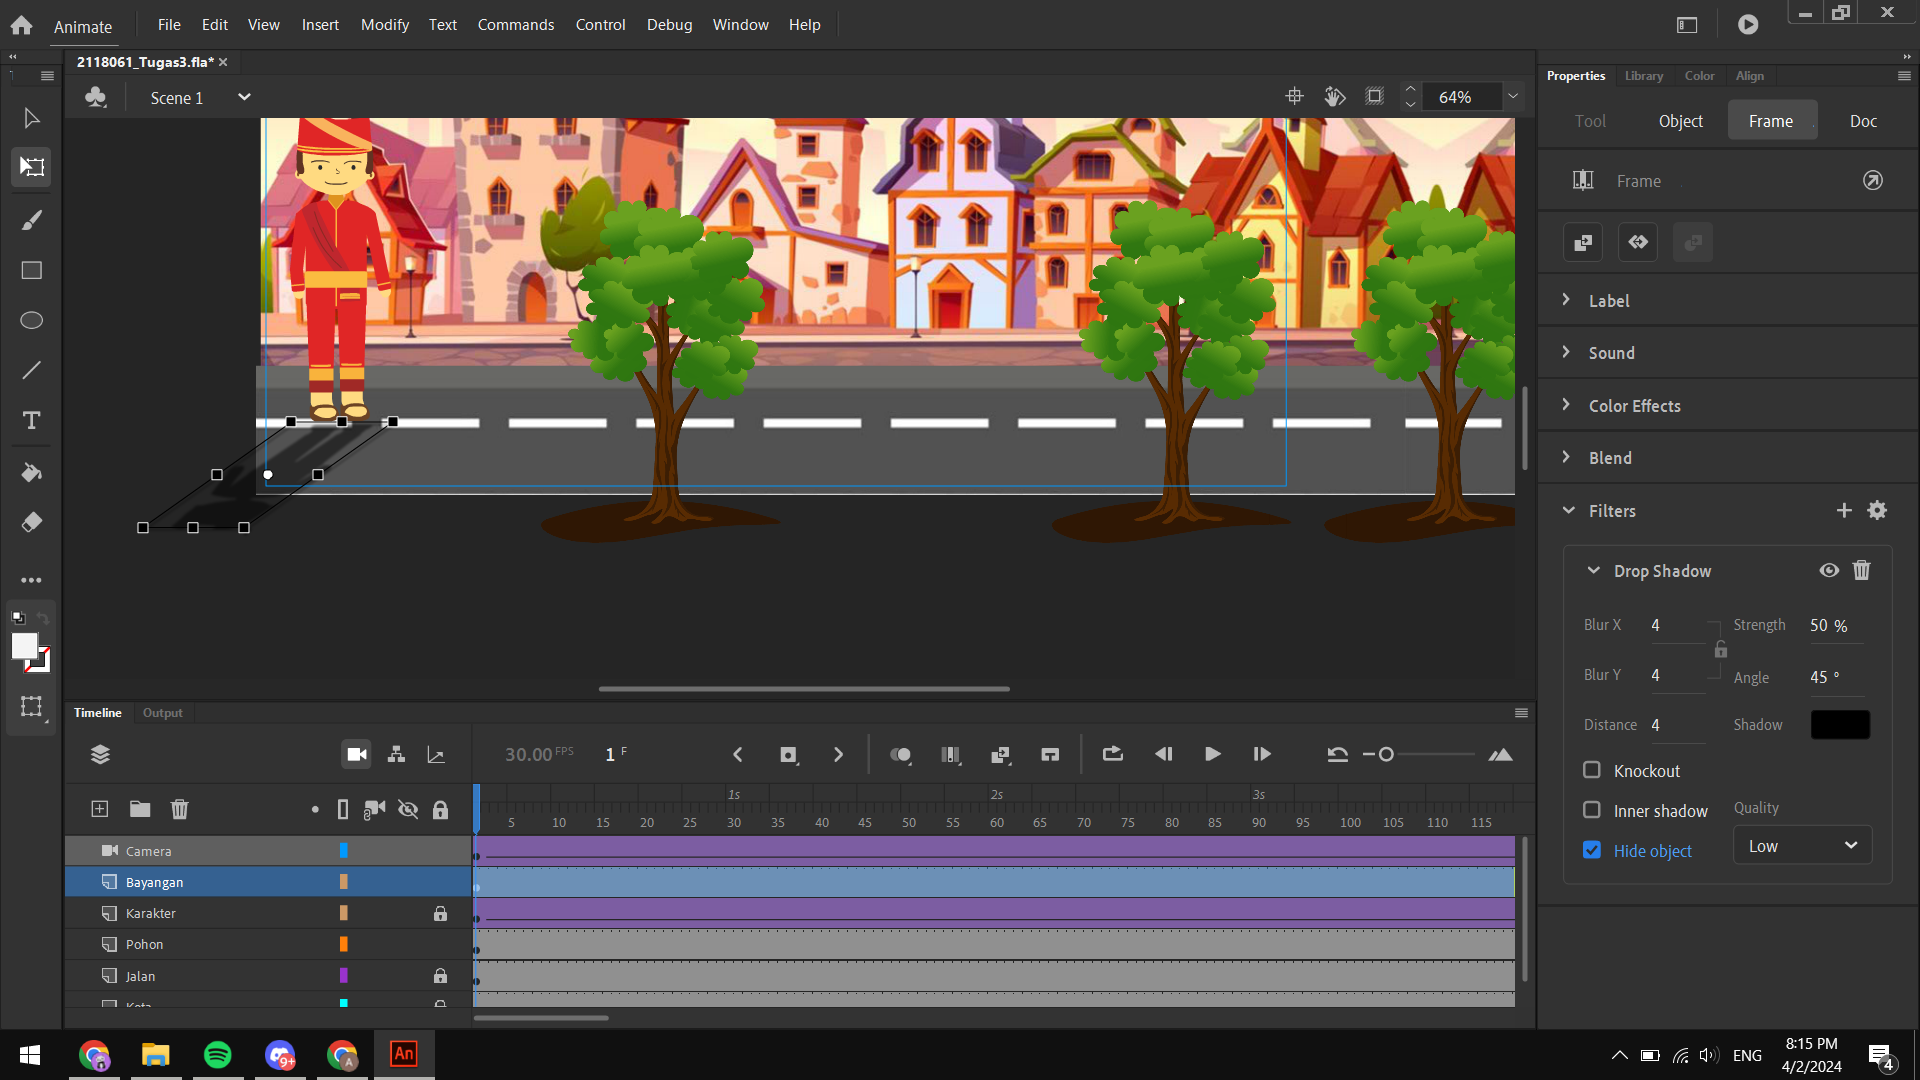 Animate File Edit View Insert Modify Text Commands Control Debug Window Help
2118061_Tugas3.fla*
Scene 1
64%
Properties Library Color Align
Tool Object Frame Doc
Frame
Label
Sound
Color Effects
Blend
Filters
Drop Shadow
Blur X 4 Strength 50 %
Blur Y 4 Angle 45 °
Distance 4 Shadow
Knockout
Inner shadow Quality
Hide object Low
Timeline Output
30.00 FPS 1 F
1s 2s 3s
5 10 15 20 25 30 35 40 45 50 55 60 65 70 75 80 85 90 95 100 105 110 115
Camera
Bayangan
Karakter
Pohon
Jalan
Kota
9+ A An ENG 8:15 PM
4/2/2024 4